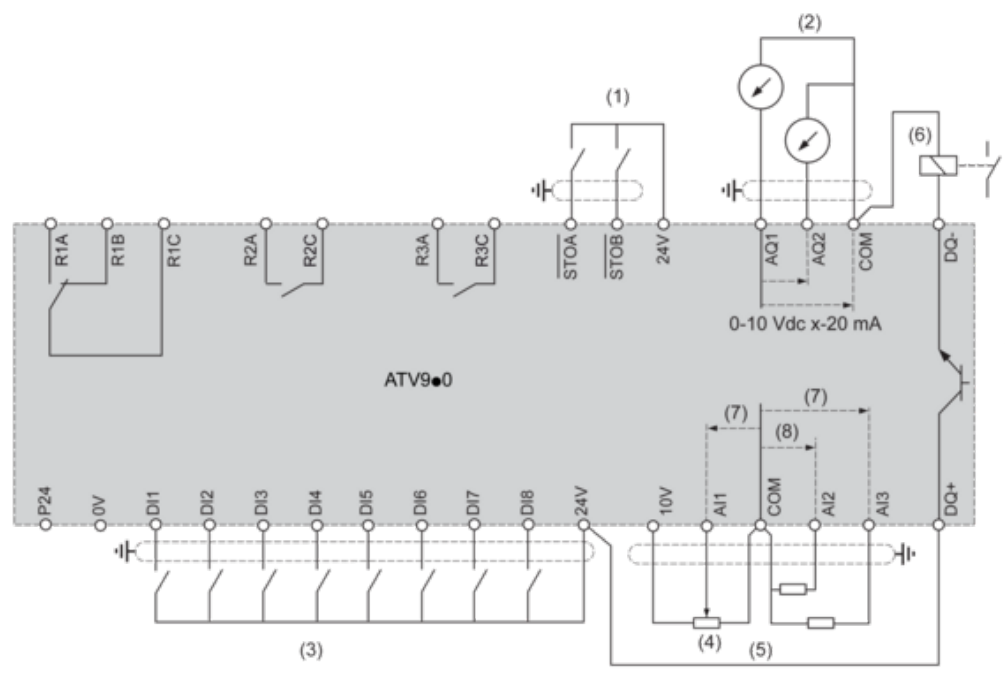 (2)
(1)
(6)
R1A R1B R1C R2A R2C R3A R3C STOA STOB 24V AQ1 AQ2 COM DQ-
0-10 Vdc x-20 mA
ATV9●0
(7)
(7)
(8)
P24 0V DI1 DI2 DI3 DI4 DI5 DI6 DI7 DI8 24V 10V AI1 COM AI2 AI3 DQ+
(3)
(4)
(5)